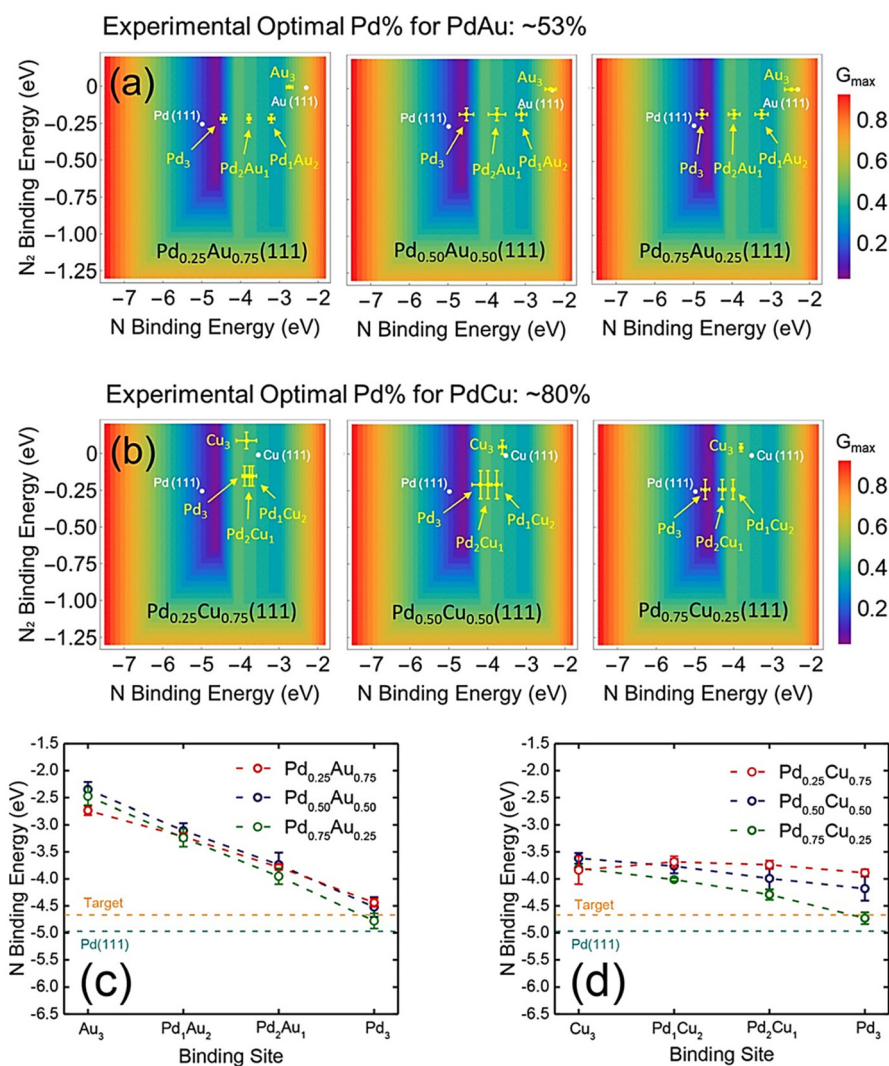 Experimental Optimal Pd% for PdAu: ~53%
(a)
Au₃
Au (111)
Pd (111)
Pd₃
Pd₂Au₁
Pd₁Au₂
Pd₀.₂₅Au₀.₇₅(111)
Au₃
Au (111)
Pd (111)
Pd₃
Pd₂Au₁
Pd₁Au₂
Pd₀.₅₀Au₀.₅₀(111)
Au₃
Au (111)
Pd (111)
Pd₃
Pd₂Au₁
Pd₁Au₂
Pd₀.₇₅Au₀.₂₅(111)
N₂ Binding Energy (eV)
0
−0.25
−0.50
−0.75
−1.00
−1.25
−7 −6 −5 −4 −3 −2
−7 −6 −5 −4 −3 −2
−7 −6 −5 −4 −3 −2
N Binding Energy (eV)
N Binding Energy (eV)
N Binding Energy (eV)
Gmax
0.8
0.6
0.4
0.2
Experimental Optimal Pd% for PdCu: ~80%
(b)
Cu₃
Cu (111)
Pd (111)
Pd₃
Pd₁Cu₂
Pd₂Cu₁
Pd₀.₂₅Cu₀.₇₅(111)
Cu₃
Cu (111)
Pd (111)
Pd₃
Pd₁Cu₂
Pd₂Cu₁
Pd₀.₅₀Cu₀.₅₀(111)
Cu₃
Cu (111)
Pd (111)
Pd₃
Pd₁Cu₂
Pd₂Cu₁
Pd₀.₇₅Cu₀.₂₅(111)
N₂ Binding Energy (eV)
0
−0.25
−0.50
−0.75
−1.00
−1.25
−7 −6 −5 −4 −3 −2
−7 −6 −5 −4 −3 −2
−7 −6 −5 −4 −3 −2
N Binding Energy (eV)
N Binding Energy (eV)
N Binding Energy (eV)
Gmax
0.8
0.6
0.4
0.2
N Binding Energy (eV)
-1.5
-2.0
-2.5
-3.0
-3.5
-4.0
-4.5
-5.0
-5.5
-6.0
-6.5
Pd₀.₂₅Au₀.₇₅
Pd₀.₅₀Au₀.₅₀
Pd₀.₇₅Au₀.₂₅
Target
Pd(111)
(c)
Au₃ Pd₁Au₂ Pd₂Au₁ Pd₃
Binding Site
N Binding Energy (eV)
-1.5
-2.0
-2.5
-3.0
-3.5
-4.0
-4.5
-5.0
-5.5
-6.0
-6.5
Pd₀.₂₅Cu₀.₇₅
Pd₀.₅₀Cu₀.₅₀
Pd₀.₇₅Cu₀.₂₅
Target
Pd(111)
(d)
Cu₃ Pd₁Cu₂ Pd₂Cu₁ Pd₃
Binding Site